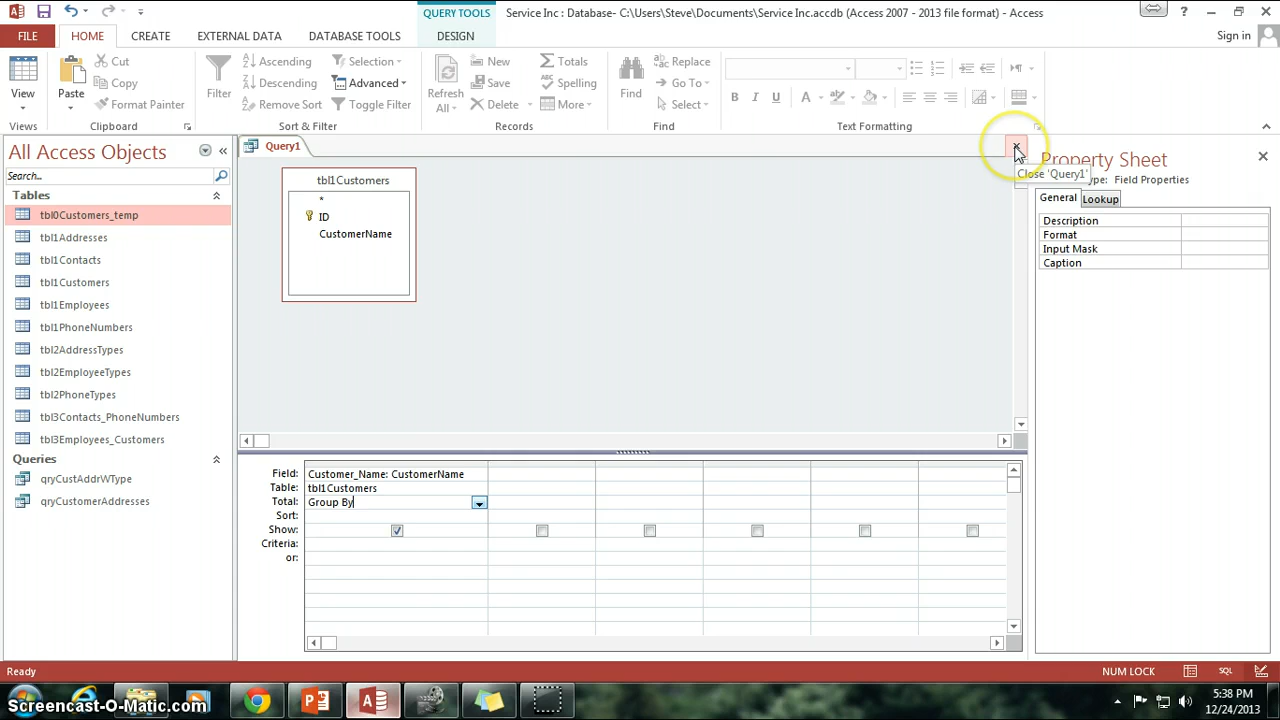 QUERY TOOLS
Service Inc : Database- C:\Users\Steve\Documents\Service Inc.accdb (Access 2007 - 2013 file format) - Access
?
FILE
HOME
CREATE
EXTERNAL DATA
DATABASE TOOLS
DESIGN
Sign in
View
Paste
Cut
Copy
Format Painter
Filter
Ascending
Descending
Remove Sort
Selection
Advanced
Toggle Filter
Refresh
All
New
Save
Delete
Totals
Spelling
More
Find
Replace
Go To
Select
B I U A
Views
Clipboard
Sort & Filter
Records
Find
Text Formatting
All Access Objects
Search...
Tables
tbl0Customers_temp
tbl1Addresses
tbl1Contacts
tbl1Customers
tbl1Employees
tbl1PhoneNumbers
tbl2AddressTypes
tbl2EmployeeTypes
tbl2PhoneTypes
tbl3Contacts_PhoneNumbers
tbl3Employees_Customers
Queries
qryCustAddrWType
qryCustomerAddresses
Query1
tbl1Customers
*
ID
CustomerName
Close 'Query1'
Property Sheet
Type: Field Properties
General
Lookup
Description
Format
Input Mask
Caption
Field: Customer_Name: CustomerName
Table: tbl1Customers
Total: Group By
Sort:
Show:
Criteria:
or:
Ready
NUM LOCK
SQL
Screencast-O-Matic.com
5:38 PM
12/24/2013